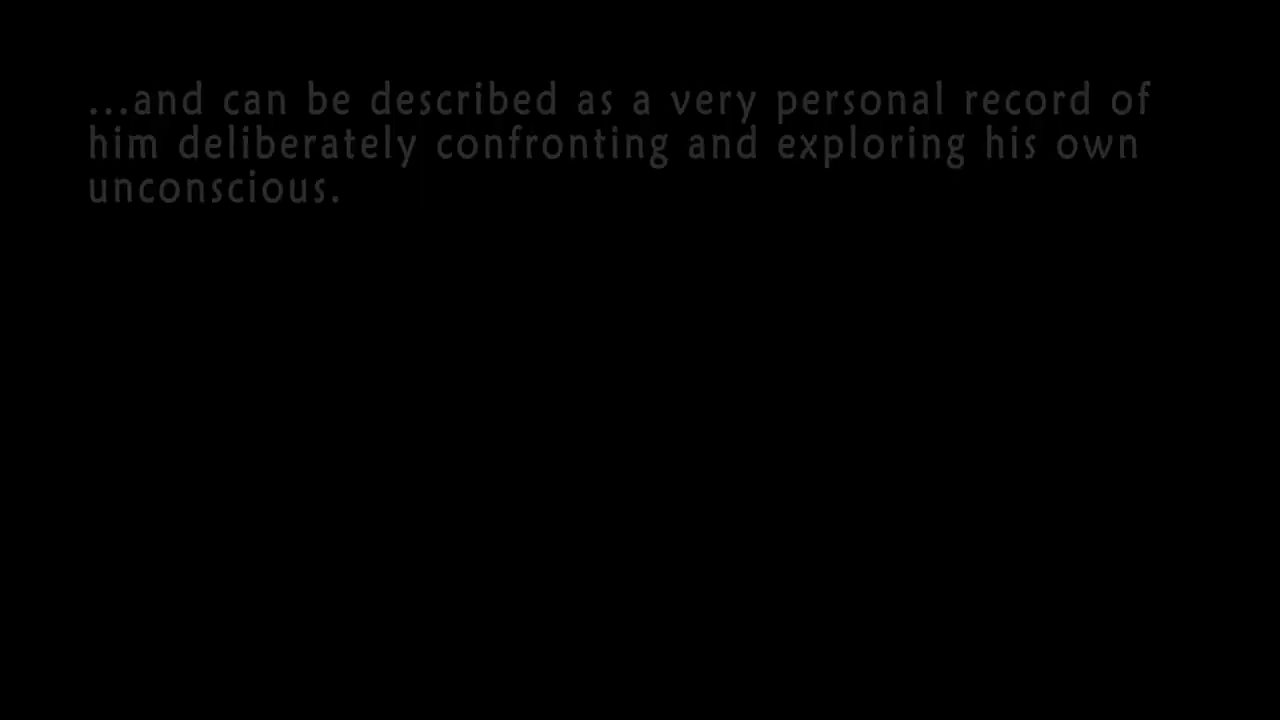 ...and can be described as a very personal record of
him deliberately confronting and exploring his own
unconscious.